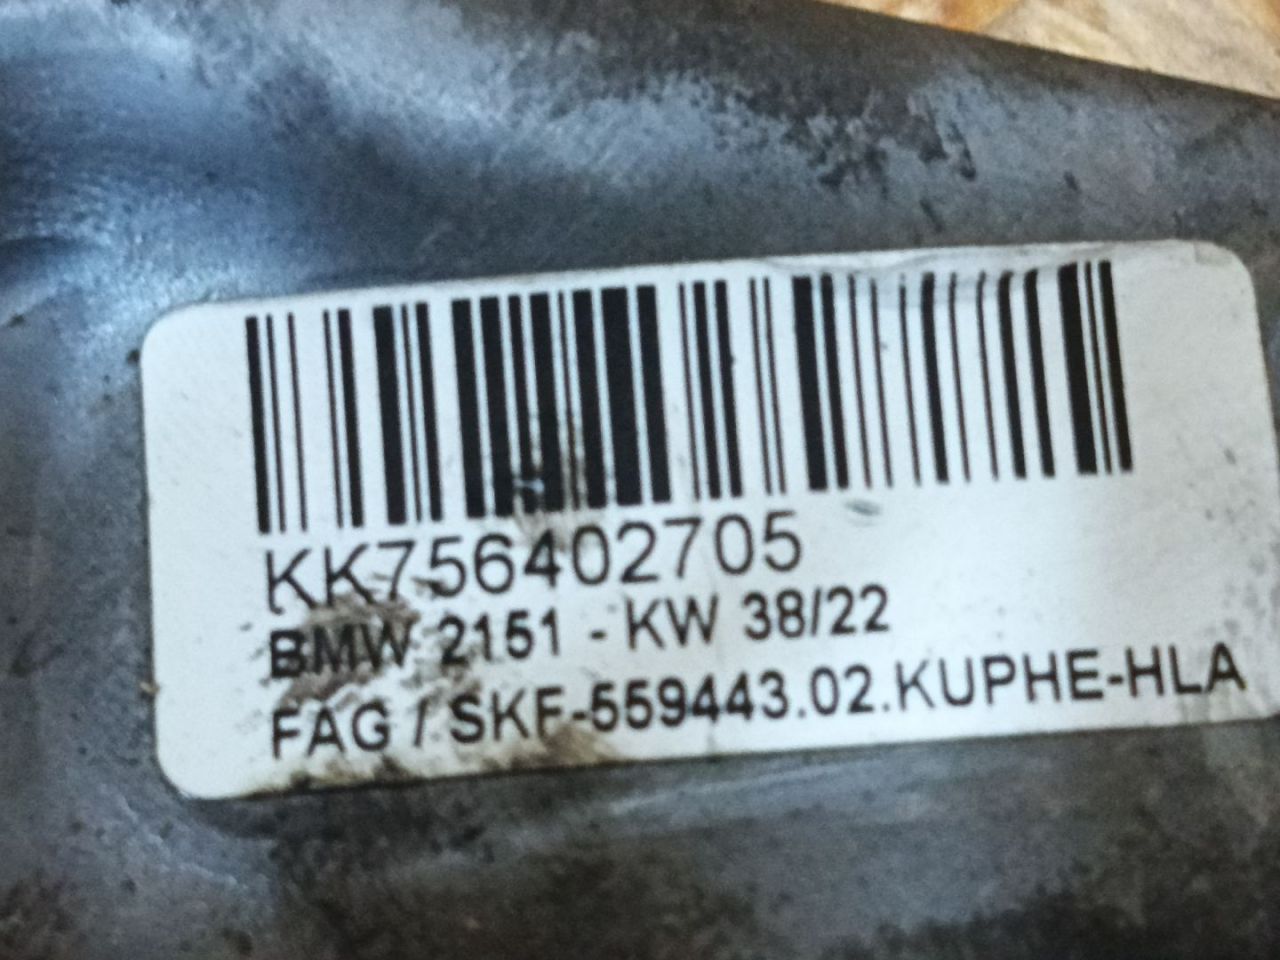 KK756402705
BMW 2151 - KW 38/22
FAG / SKF-559443.02.KUPHE-HLA